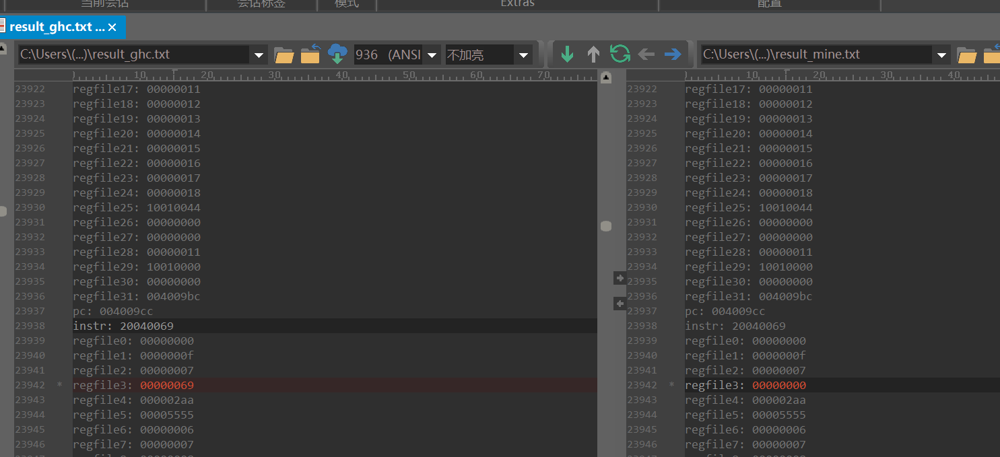 当前会话 会话标签 模式 Extras 配置
result_ghc.txt ... ×
C:\Users\(...)\result_ghc.txt 936 (ANSI 不加亮 C:\Users\(...)\result_mine.txt
10 20 30 40 50 60 70 10 20 30 40
23922 regfile17: 00000011 23922 regfile17: 00000011
23923 regfile18: 00000012 23923 regfile18: 00000012
23924 regfile19: 00000013 23924 regfile19: 00000013
23925 regfile20: 00000014 23925 regfile20: 00000014
23926 regfile21: 00000015 23926 regfile21: 00000015
23927 regfile22: 00000016 23927 regfile22: 00000016
23928 regfile23: 00000017 23928 regfile23: 00000017
23929 regfile24: 00000018 23929 regfile24: 00000018
23930 regfile25: 10010044 23930 regfile25: 10010044
23931 regfile26: 00000000 23931 regfile26: 00000000
23932 regfile27: 00000000 23932 regfile27: 00000000
23933 regfile28: 00000011 23933 regfile28: 00000011
23934 regfile29: 10010000 23934 regfile29: 10010000
23935 regfile30: 00000000 23935 regfile30: 00000000
23936 regfile31: 004009bc 23936 regfile31: 004009bc
23937 pc: 004009cc 23937 pc: 004009cc
23938 instr: 20040069 23938 instr: 20040069
23939 regfile0: 00000000 23939 regfile0: 00000000
23940 regfile1: 0000000f 23940 regfile1: 0000000f
23941 regfile2: 00000007 23941 regfile2: 00000007
23942 * regfile3: 00000069 23942 * regfile3: 00000000
23943 regfile4: 000002aa 23943 regfile4: 000002aa
23944 regfile5: 00005555 23944 regfile5: 00005555
23945 regfile6: 00000006 23945 regfile6: 00000006
23946 regfile7: 00000007 23946 regfile7: 00000007